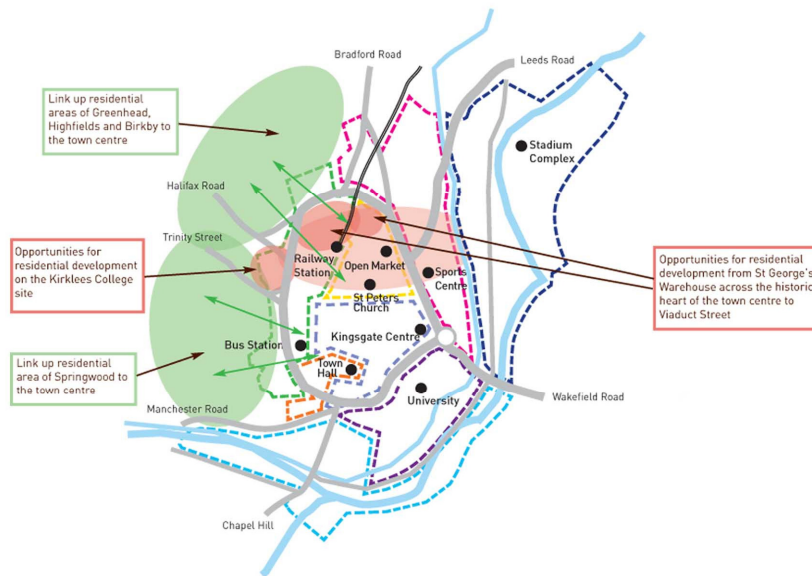 Bradford Road
Leeds Road
Link up residential
areas of Greenhead,
Highfields and Birkby to
the town centre
Stadium
Complex
Halifax Road
Trinity Street
Opportunities for
residential development
on the Kirklees College
site
Railway
Station
Open Market
Sports
Centre
Opportunities for residential
development from St George's
Warehouse across the historic
heart of the town centre to
Viaduct Street
St Peters
Church
Kingsgate Centre
Bus Station
Link up residential
area of Springwood to
the town centre
Town
Hall
University
Wakefield Road
Manchester Road
Chapel Hill